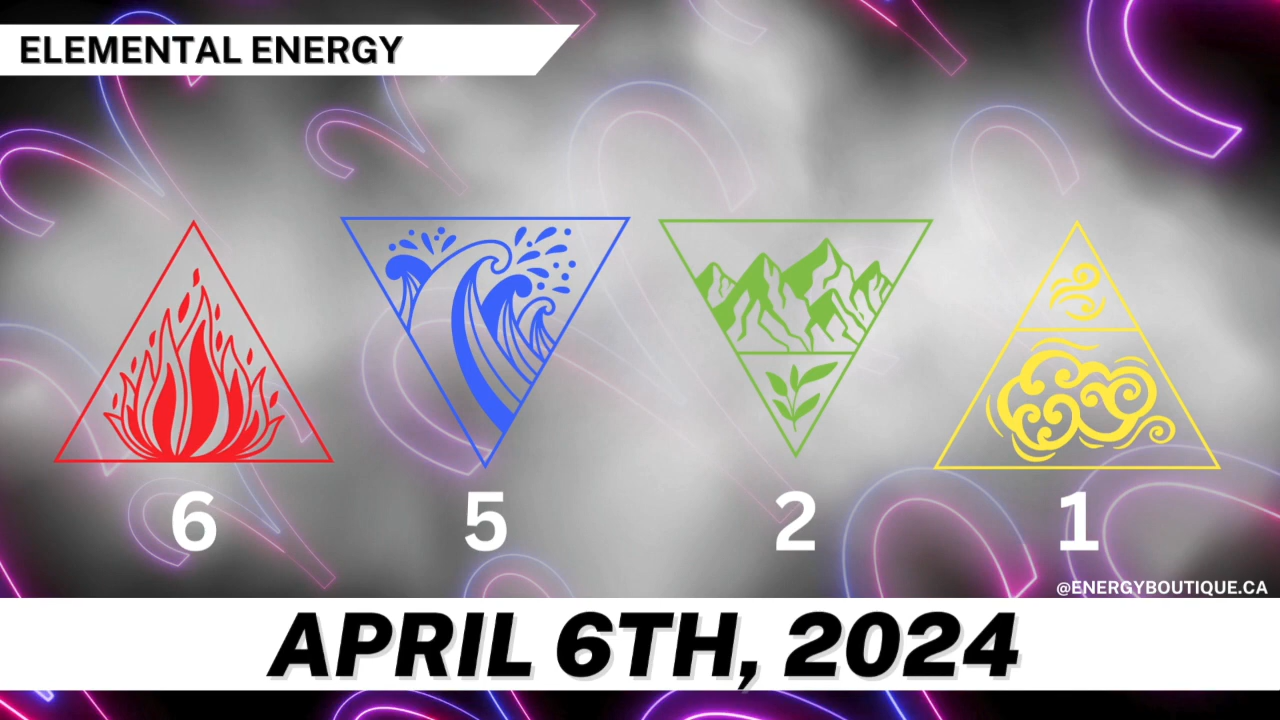 ELEMENTAL ENERGY
6 5 2 1
@ENERGYBOUTIQUE.CA
APRIL 6TH, 2024